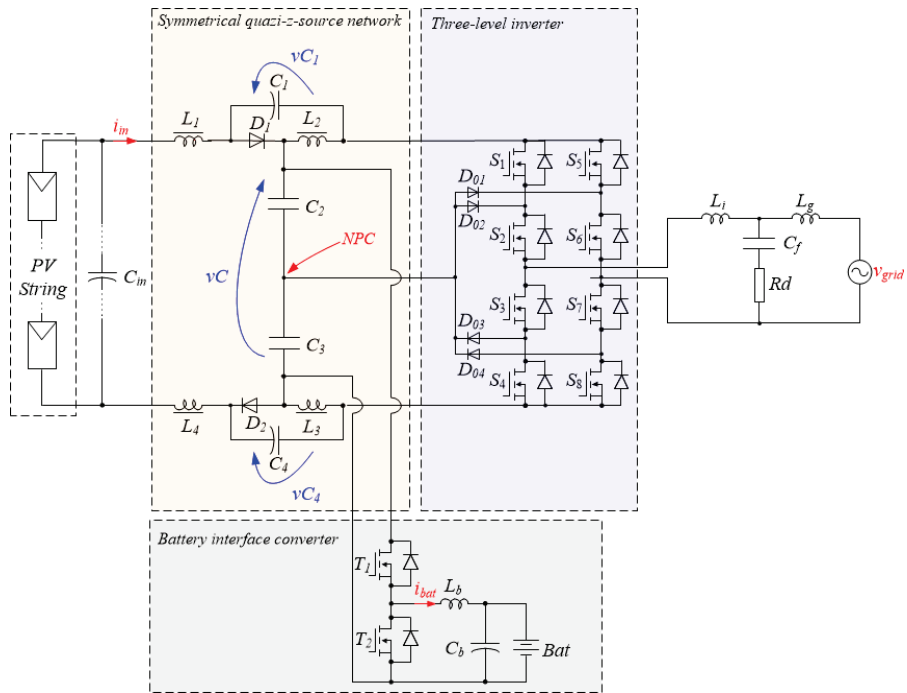 Symmetrical quazi-z-source network
Three-level inverter
vC1
C1
L1
D1
L2
iin
S1
S5
D01
D02
C2
Li
Lg
NPC
S2
S6
Cf
vC
PV
String
Cin
vgrid
Rd
S3
S7
C3
D03
D04
S4
S8
L4
D2
L3
C4
vC4
Battery interface converter
T1
ibat
Lb
T2
Cb
Bat